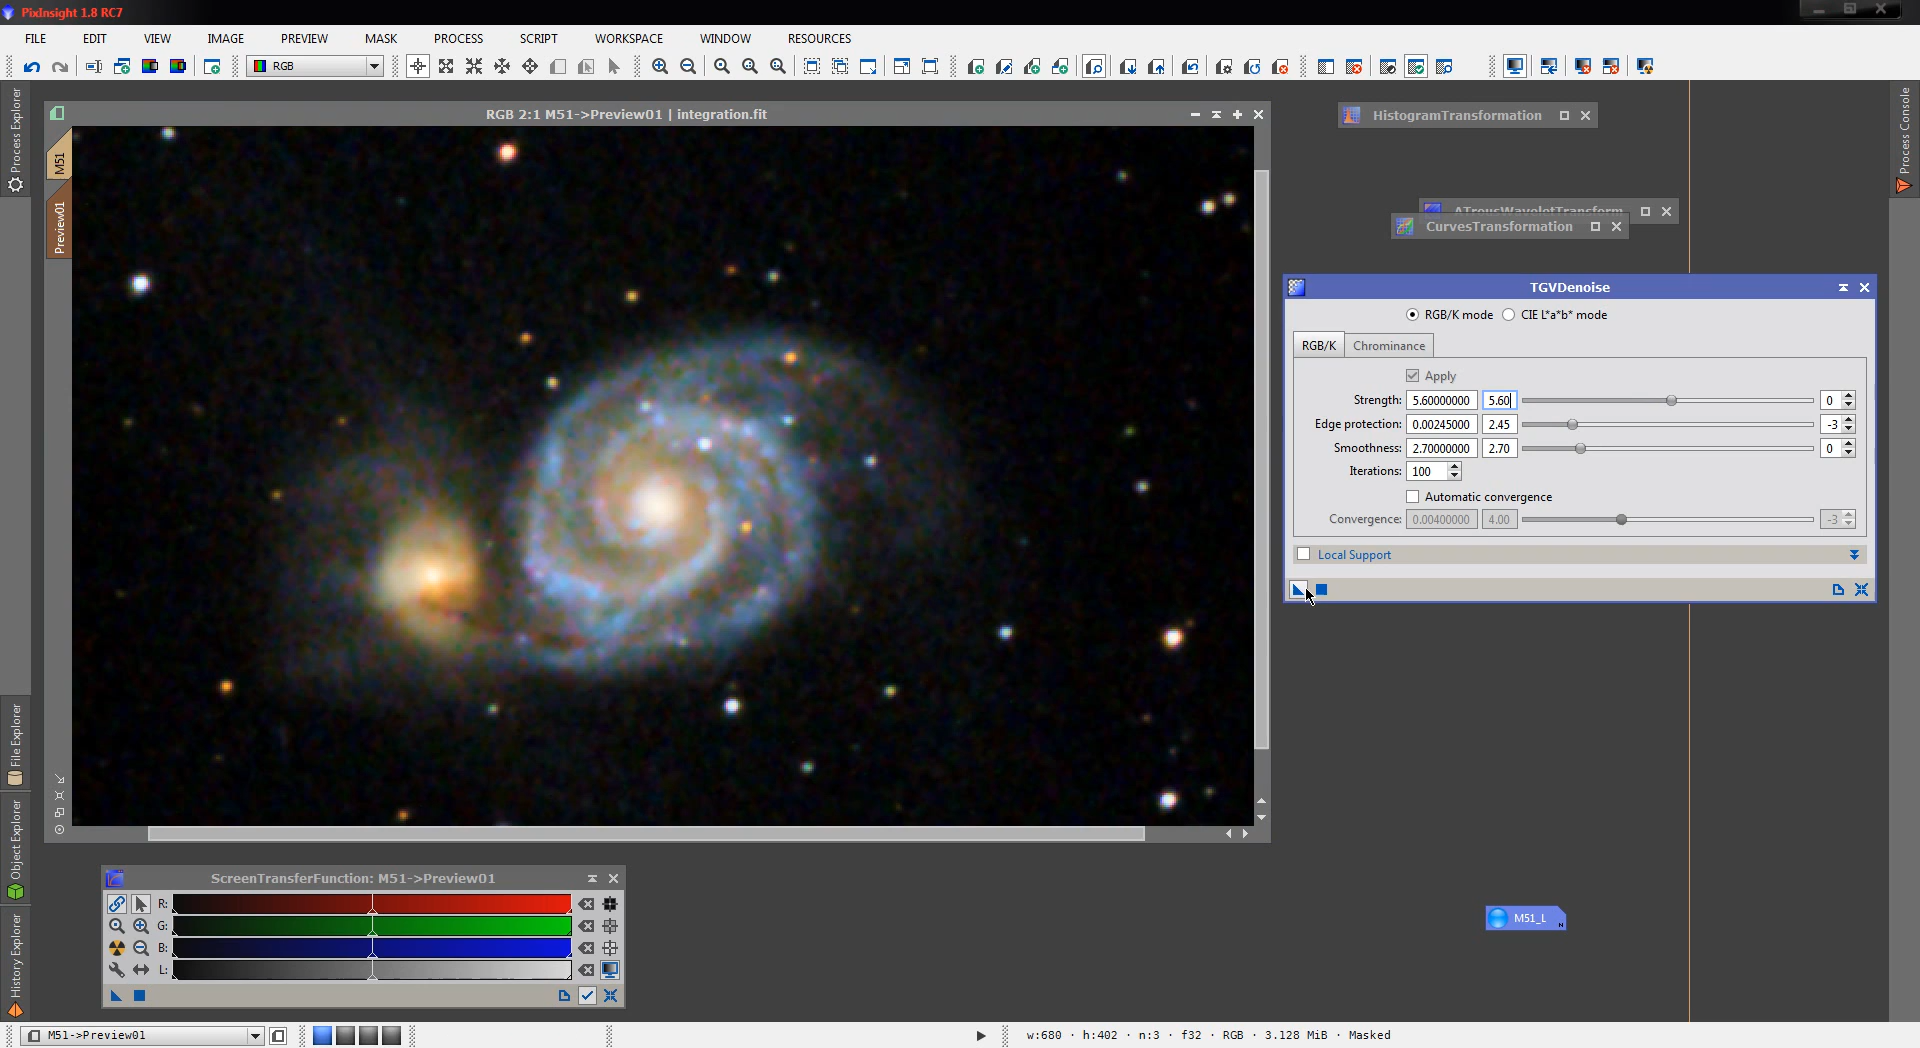 PixInsight 1.8 RC7
FILE EDIT VIEW IMAGE PREVIEW MASK PROCESS SCRIPT WORKSPACE WINDOW RESOURCES
RGB
Process Explorer
File Explorer
Object Explorer
History Explorer
Process Console
RGB 2:1 M51->Preview01 | integration.fit
M51
Preview01
HistogramTransformation
ATrousWaveletTransform
CurvesTransformation
TGVDenoise
RGB/K mode CIE L*a*b* mode
RGB/K Chrominance
Apply
Strength: 5.60000000 5.60 0
Edge protection: 0.00245000 2.45 -3
Smoothness: 2.70000000 2.70 0
Iterations: 100
Automatic convergence
Convergence: 0.00400000 4.00 -3
Local Support
ScreenTransferFunction: M51->Preview01
R:
G:
B:
L:
M51_L
N
M51->Preview01
w:680 · h:402 · n:3 · f32 · RGB · 3.128 MiB · Masked